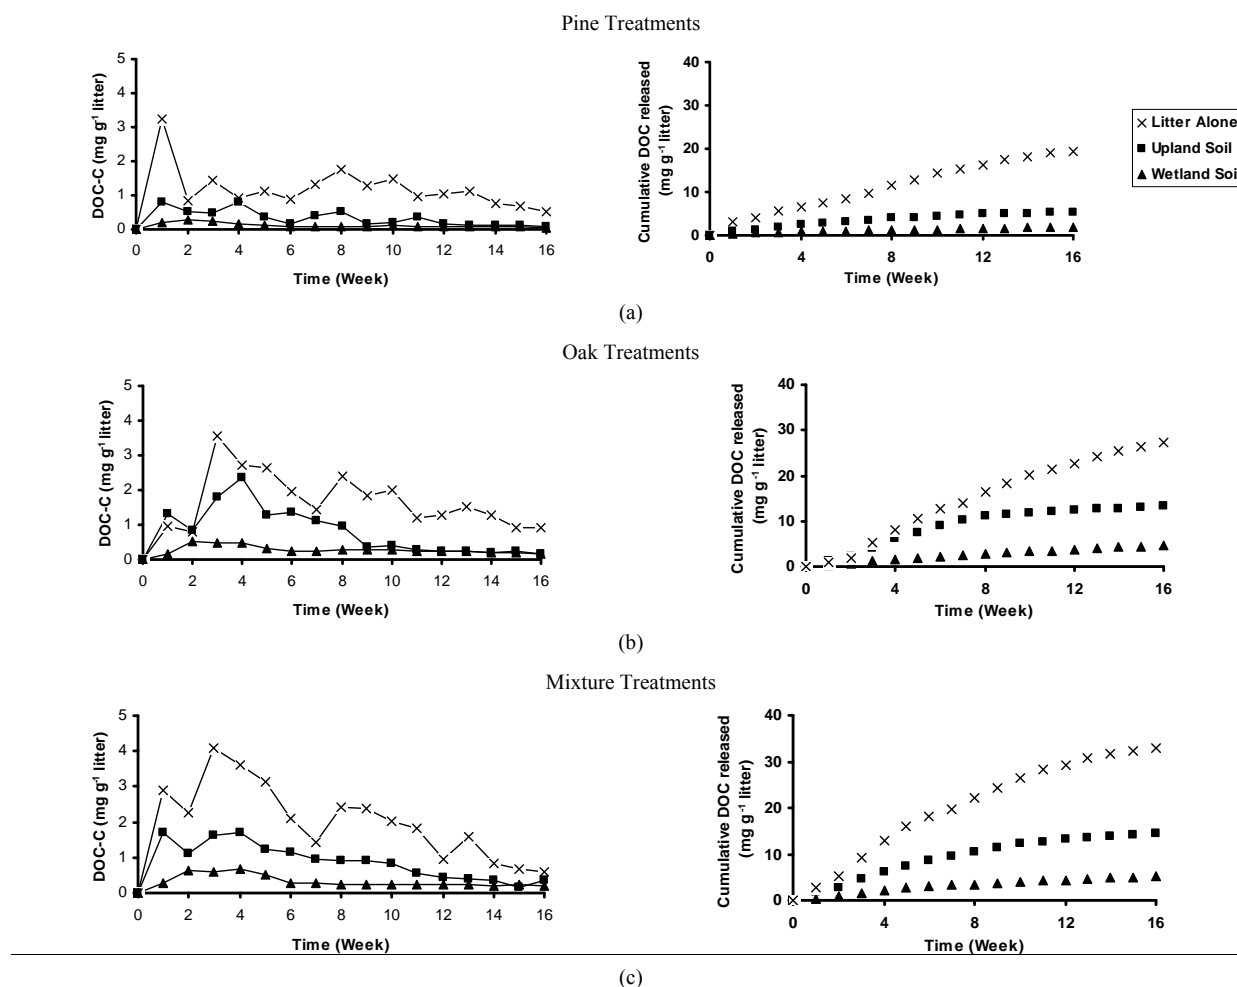 Pine Treatments
5
4
3
2
1
0
DOC-C (mg g-1 litter)
0 2 4 6 8 10 12 14 16
Time (Week)
40
30
20
10
0
Cumulative DOC released
(mg g-1 litter)
0 4 8 12 16
Time (Week)
Litter Alone
Upland Soil
Wetland Soil
(a)
Oak Treatments
5
4
3
2
1
0
DOC-C (mg g-1 litter)
0 2 4 6 8 10 12 14 16
Time (Week)
40
30
20
10
0
Cumulative DOC released
(mg g-1 litter)
0 4 8 12 16
Time (Week)
(b)
Mixture Treatments
5
4
3
2
1
0
DOC-C (mg g-1 litter)
0 2 4 6 8 10 12 14 16
Time (Week)
40
30
20
10
0
Cumulative DOC released
(mg g-1 litter)
0 4 8 12 16
Time (Week)
(c)